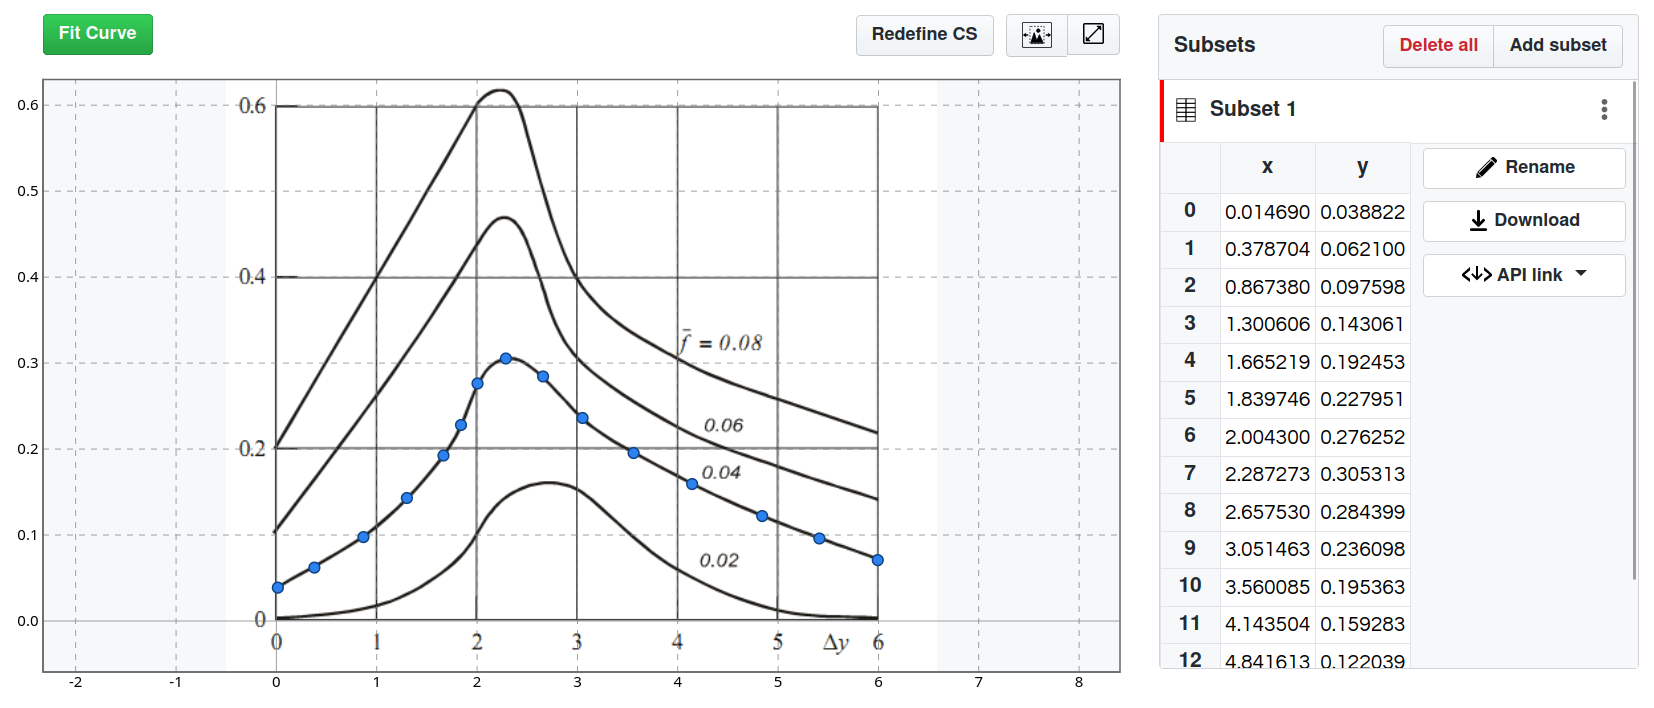 Fit Curve
Redefine CS
0.6
0.5
0.4
0.3
0.2
0.1
0.0
0.6
0.4
0.2
0
f̄ = 0.08
0.06
0.04
0.02
0 1 2 3 4 5 Δy 6
-2 -1 0 1 2 3 4 5 6 7 8
Subsets
Delete all
Add subset
Subset 1
x y
0 0.014690 0.038822
1 0.378704 0.062100
2 0.867380 0.097598
3 1.300606 0.143061
4 1.665219 0.192453
5 1.839746 0.227951
6 2.004300 0.276252
7 2.287273 0.305313
8 2.657530 0.284399
9 3.051463 0.236098
10 3.560085 0.195363
11 4.143504 0.159283
12 4.841613 0.122039
Rename
Download
API link